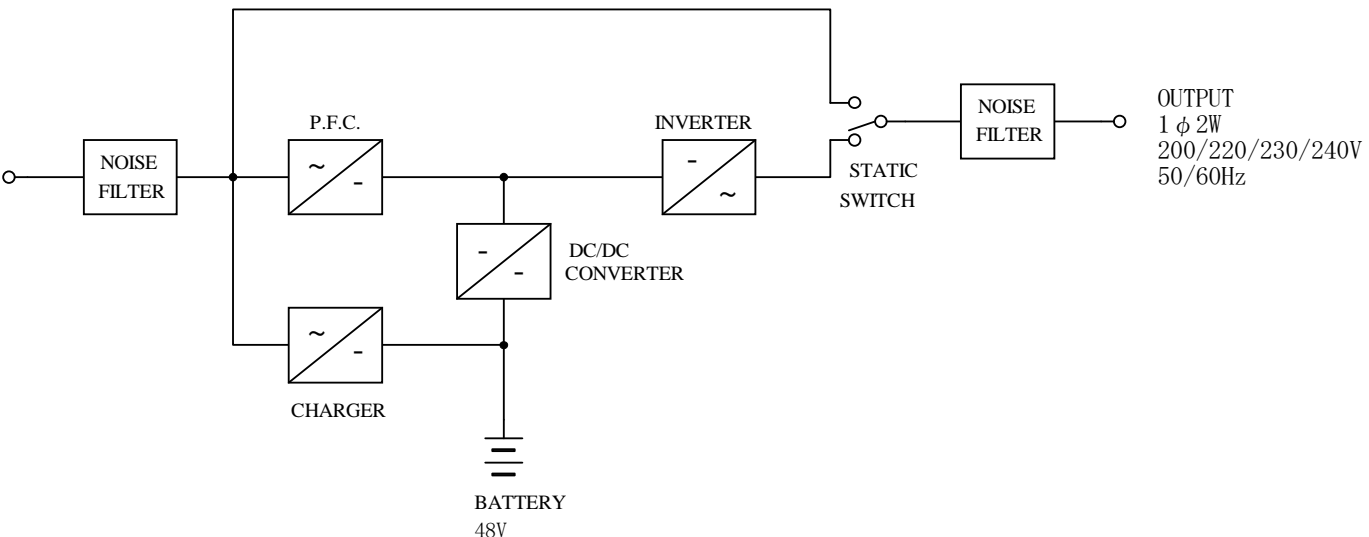 NOISE
FILTER
P.F.C.
~
-
INVERTER
-
~
NOISE
FILTER
OUTPUT
1φ2W
200/220/230/240V
50/60Hz
STATIC
SWITCH
-
-
DC/DC
CONVERTER
~
-
CHARGER
BATTERY
48V